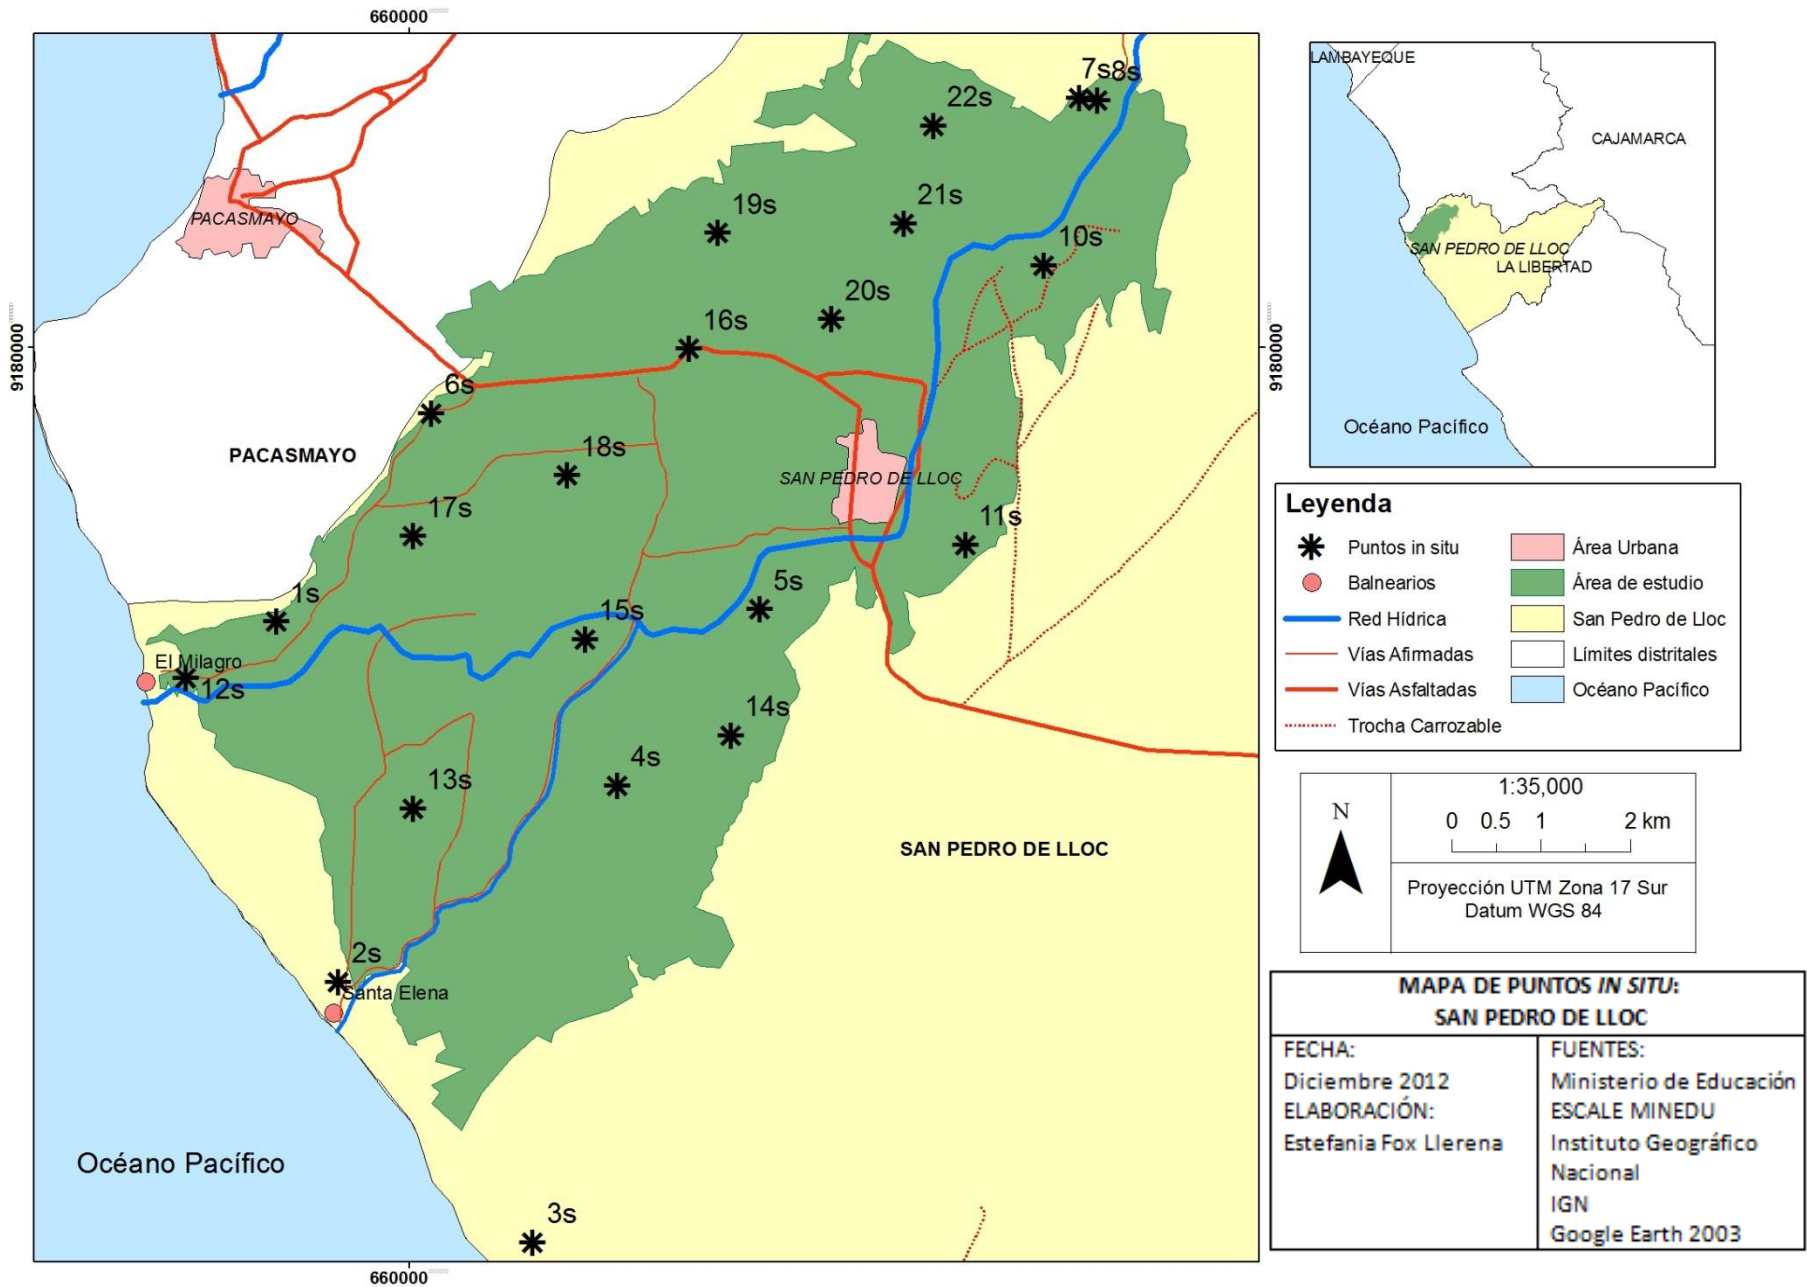 660000
7s
8s
22s
19s
21s
10s
PACASMAYO
20s
16s
9180000
9180000
6s
PACASMAYO
18s
SAN PEDRO DE LLOC
17s
11s
1s
15s
5s
El Milagro
12s
14s
4s
13s
SAN PEDRO DE LLOC
2s
Santa Elena
Océano Pacífico
3s
660000
LAMBAYEQUE
CAJAMARCA
SAN PEDRO DE LLOC
LA LIBERTAD
Océano Pacífico
Leyenda
Puntos in situ
Balnearios
Red Hídrica
Vías Afirmadas
Vías Asfaltadas
Trocha Carrozable
Área Urbana
Área de estudio
San Pedro de Lloc
Límites distritales
Océano Pacífico
N
1:35,000
0 0.5 1 2 km
Proyección UTM Zona 17 Sur
Datum WGS 84
MAPA DE PUNTOS IN SITU:
SAN PEDRO DE LLOC
FECHA:
Diciembre 2012
ELABORACIÓN:
Estefania Fox Llerena
FUENTES:
Ministerio de Educación
ESCALE MINEDU
Instituto Geográfico
Nacional
IGN
Google Earth 2003